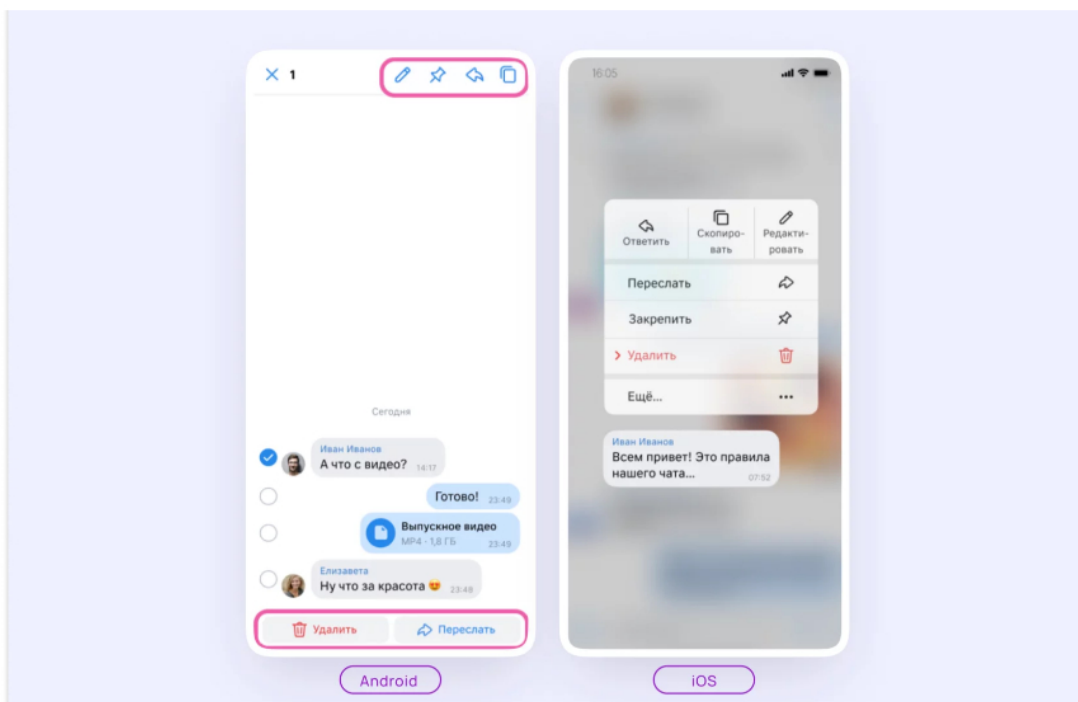 1
Сегодня
Иван Иванов
А что с видео? 14:17
Готово! 23:49
Выпускное видео
MP4 - 1,8 ГБ 23:49
Елизавета
Ну что за красота 😍 23:48
Удалить
Переслать
Android
16:05
Ответить
Скопиро-
вать
Редакти-
ровать
Переслать
Закрепить
Удалить
Ещё...
Иван Иванов
Всем привет! Это правила
нашего чата... 07:52
iOS